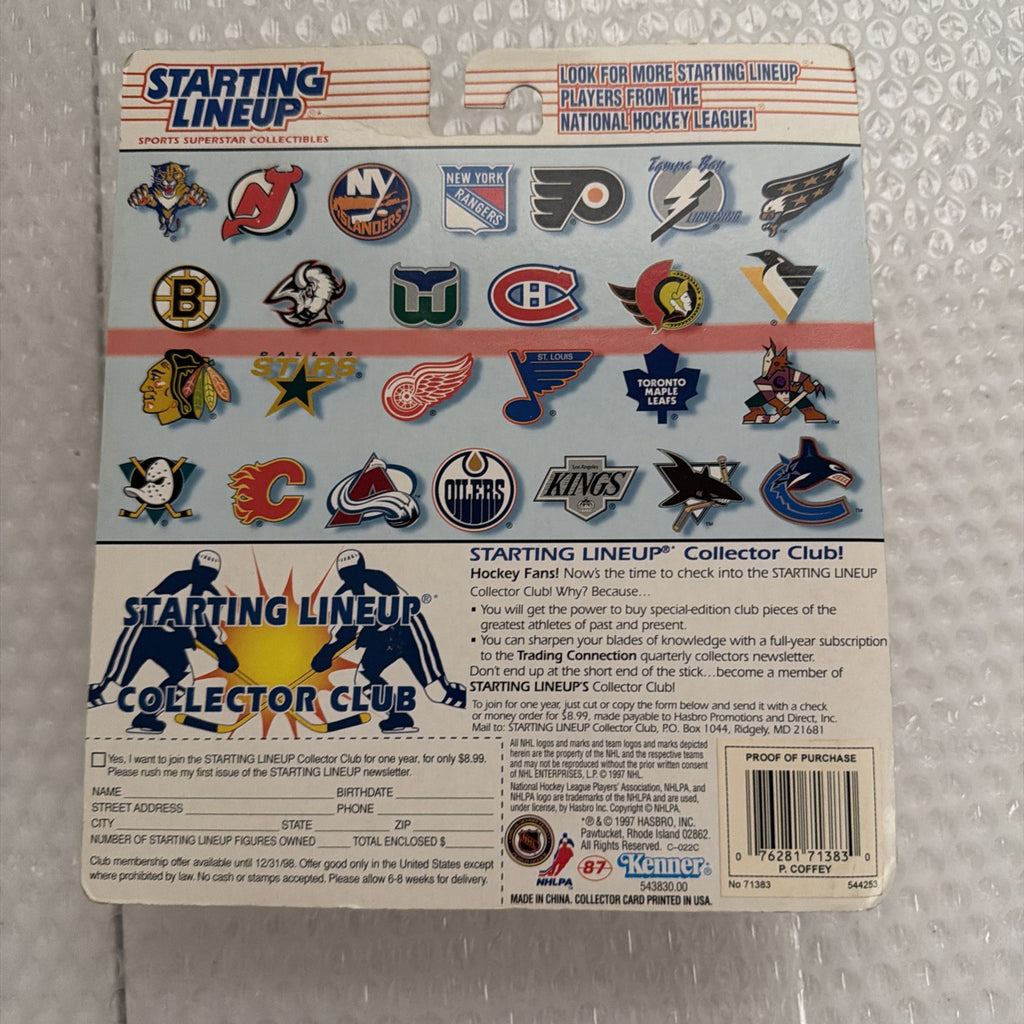 STARTING
LINEUP®*
SPORTS SUPERSTAR COLLECTIBLES
LOOK FOR MORE STARTING LINEUP®*
PLAYERS FROM THE
NATIONAL HOCKEY LEAGUE!®
NY
ISLANDERS
NEW YORK
RANGERS
Tampa Bay
LIGHTNING
B
C
H
DALLAS
STARS
ST. LOUIS
TORONTO
MAPLE
LEAFS
C
A
OILERS
Los Angeles
KINGS
STARTING LINEUP®*
COLLECTOR CLUB
STARTING LINEUP®* Collector Club!
Hockey Fans! Now's the time to check into the STARTING LINEUP
Collector Club! Why? Because...
▪ You will get the power to buy special-edition club pieces of the
greatest athletes of past and present.
▪ You can sharpen your blades of knowledge with a full-year subscription
to the Trading Connection quarterly collectors newsletter.
Don't end up at the short end of the stick...become a member of
STARTING LINEUP'S Collector Club!
To join for one year, just cut or copy the form below and send it with a check
or money order for $8.99, made payable to Hasbro Promotions and Direct, Inc.
Mail to: STARTING LINEUP Collector Club, P.O. Box 1044, Ridgely, MD 21681
Yes, I want to join the STARTING LINEUP Collector Club for one year, for only $8.99.
Please rush me my first issue of the STARTING LINEUP newsletter.
NAME BIRTHDATE
STREET ADDRESS PHONE
CITY STATE ZIP
NUMBER OF STARTING LINEUP FIGURES OWNED TOTAL ENCLOSED $
Club membership offer available until 12/31/98. Offer good only in the United States except
where prohibited by law. No cash or stamps accepted. Please allow 6-8 weeks for delivery.
All NHL logos and marks and team logos and marks depicted
herein are the property of the NHL and the respective teams
and may not be reproduced without the prior written consent
of NHL ENTERPRISES, L.P. © 1997 NHL.
National Hockey League Players' Association, NHLPA, and
NHLPA logo are trademarks of the NHLPA and are used,
under license, by Hasbro Inc. Copyright © NHLPA.
*® & © 1997 HASBRO, INC.
Pawtucket, Rhode Island 02862.
All Rights Reserved. C-022C
NHL
NHLPA
87
Kenner®
543830.00
MADE IN CHINA. COLLECTOR CARD PRINTED IN USA.
PROOF OF PURCHASE
0 76281 71383 0
P. COFFEY
No 71383 544253